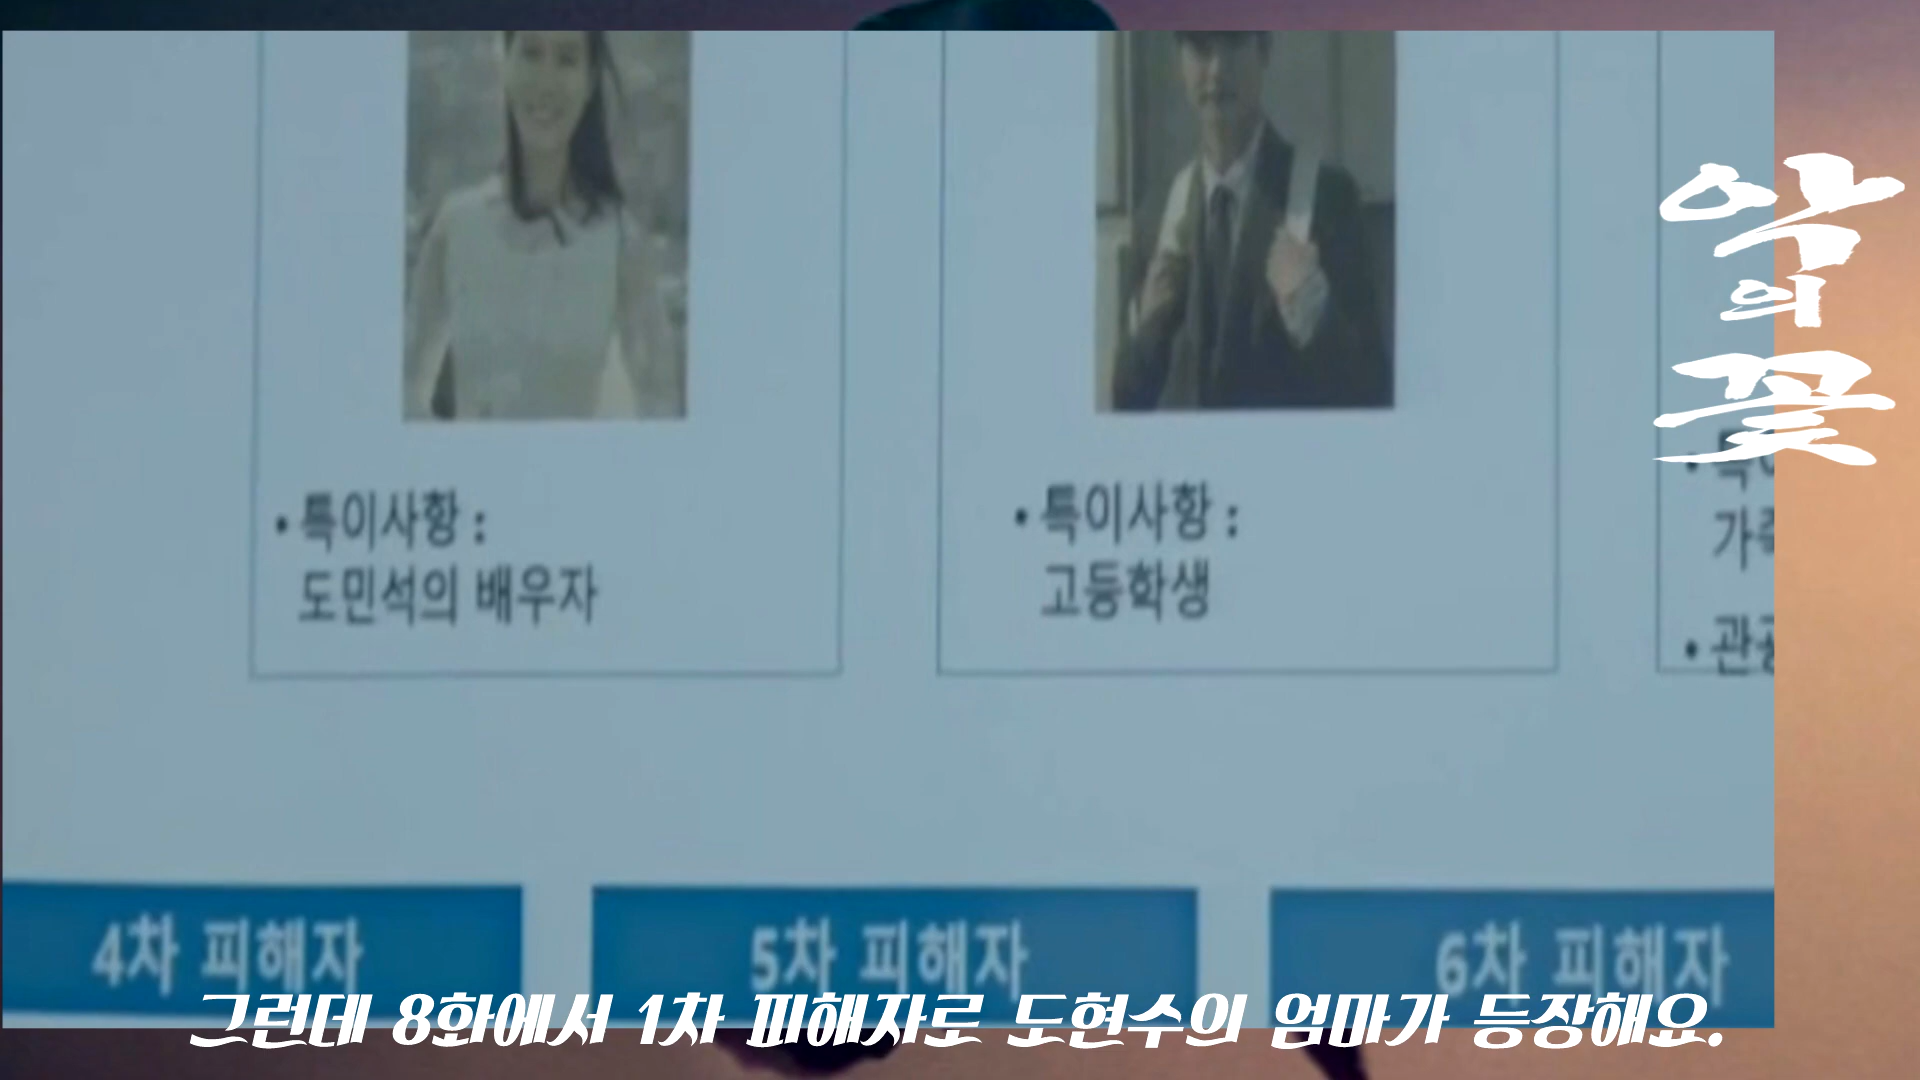 악
의
꽃
• 특이사항 :
도민석의 배우자
• 특이사항 :
고등학생
4차 피해자
5차 피해자
6차 피해자
그런데 8화에서 1차 피해자로 도현수의 엄마가 등장해요.